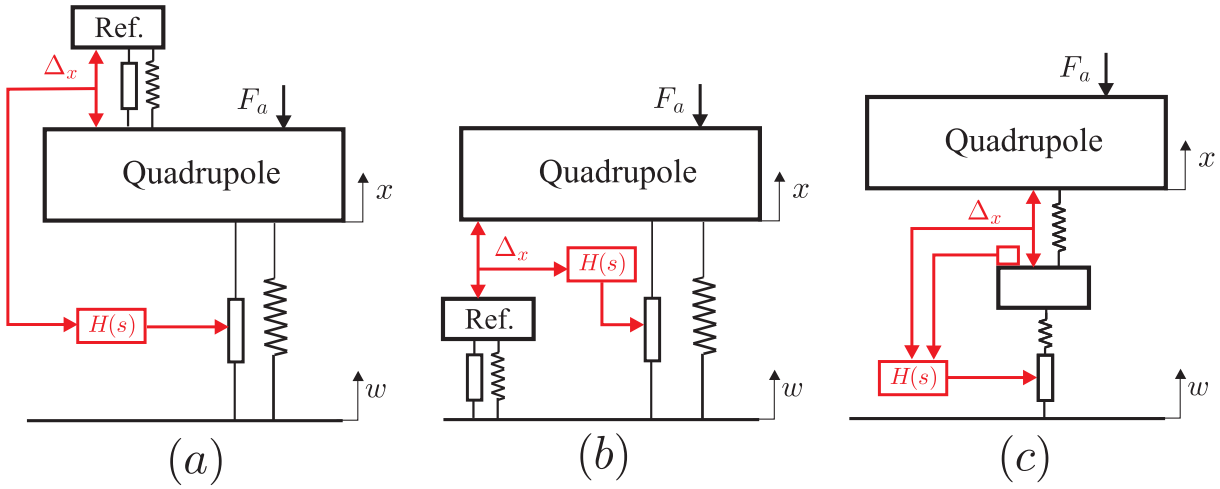 Ref.
Δx
Fa
Quadrupole
x
H(s)
w
(a)
Fa
Quadrupole
x
Δx
H(s)
Ref.
w
(b)
Fa
Quadrupole
x
Δx
H(s)
w
(c)